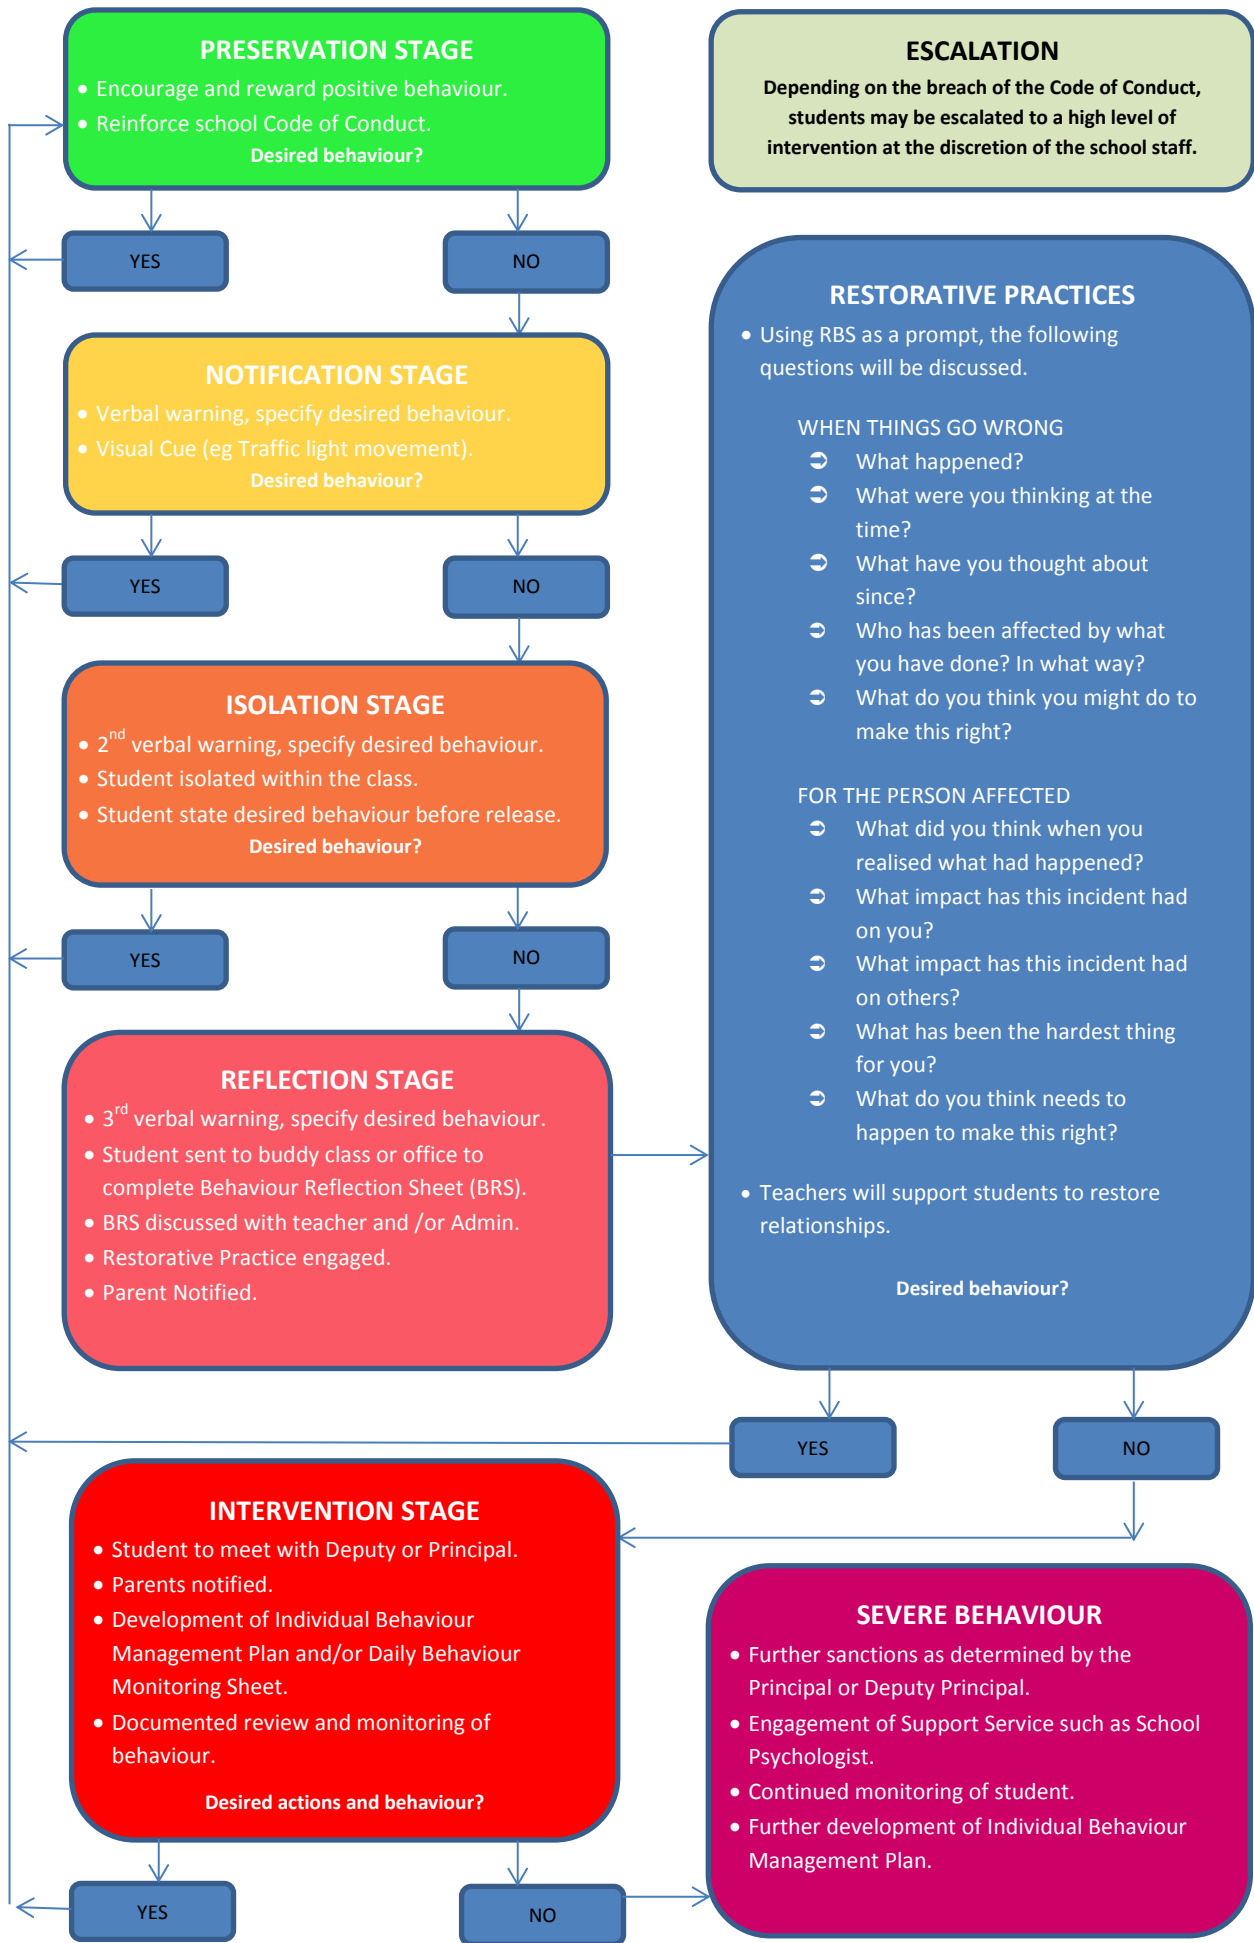 PRESERVATION STAGE
• Encourage and reward positive behaviour.
• Reinforce school Code of Conduct.
Desired behaviour?
YES
NO
NOTIFICATION STAGE
• Verbal warning, specify desired behaviour.
• Visual Cue (eg Traffic light movement).
Desired behaviour?
YES
NO
ISOLATION STAGE
• 2nd verbal warning, specify desired behaviour.
• Student isolated within the class.
• Student state desired behaviour before release.
Desired behaviour?
YES
NO
REFLECTION STAGE
• 3rd verbal warning, specify desired behaviour.
• Student sent to buddy class or office to
complete Behaviour Reflection Sheet (BRS).
• BRS discussed with teacher and /or Admin.
• Restorative Practice engaged.
• Parent Notified.
ESCALATION
Depending on the breach of the Code of Conduct,
students may be escalated to a high level of
intervention at the discretion of the school staff.
RESTORATIVE PRACTICES
• Using RBS as a prompt, the following
questions will be discussed.
WHEN THINGS GO WRONG
➲ What happened?
➲ What were you thinking at the
time?
➲ What have you thought about
since?
➲ Who has been affected by what
you have done? In what way?
➲ What do you think you might do to
make this right?
FOR THE PERSON AFFECTED
➲ What did you think when you
realised what had happened?
➲ What impact has this incident had
on you?
➲ What impact has this incident had
on others?
➲ What has been the hardest thing
for you?
➲ What do you think needs to
happen to make this right?
• Teachers will support students to restore
relationships.
Desired behaviour?
YES
NO
INTERVENTION STAGE
• Student to meet with Deputy or Principal.
• Parents notified.
• Development of Individual Behaviour
Management Plan and/or Daily Behaviour
Monitoring Sheet.
• Documented review and monitoring of
behaviour.
Desired actions and behaviour?
YES
NO
SEVERE BEHAVIOUR
• Further sanctions as determined by the
Principal or Deputy Principal.
• Engagement of Support Service such as School
Psychologist.
• Continued monitoring of student.
• Further development of Individual Behaviour
Management Plan.